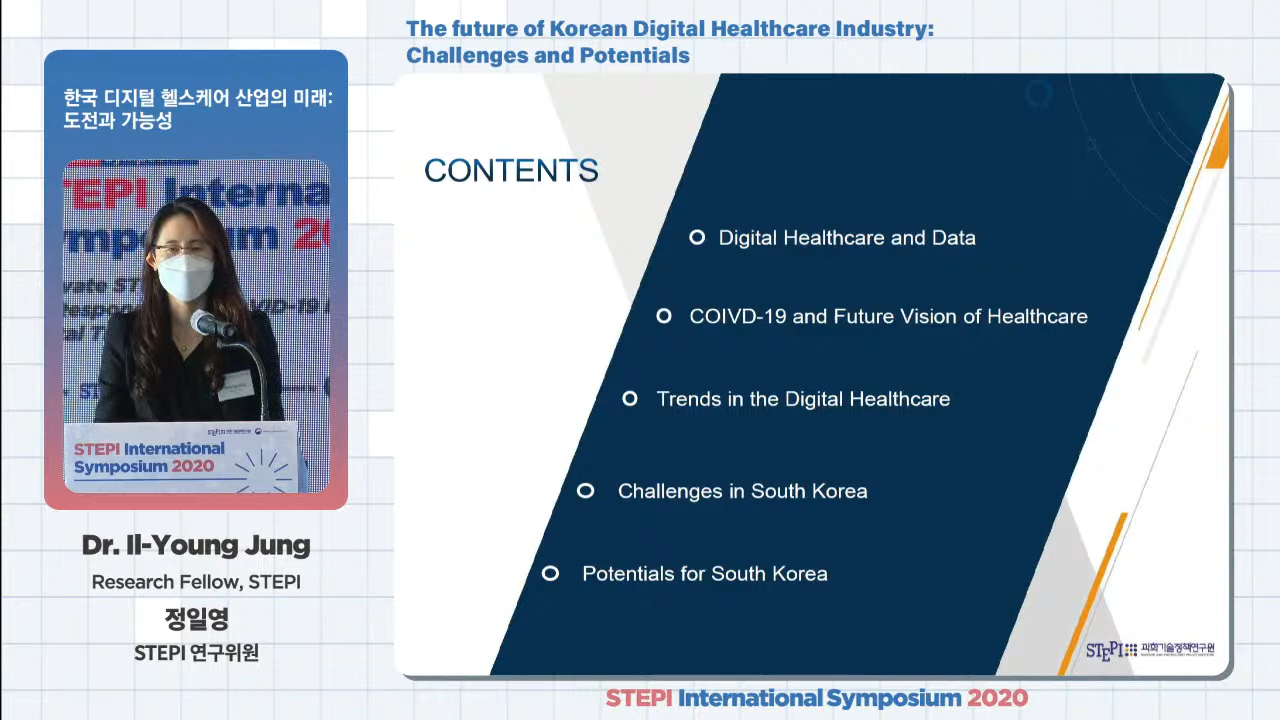 The future of Korean Digital Healthcare Industry:
Challenges and Potentials
한국 디지털 헬스케어 산업의 미래:
도전과 가능성
TEPI Interna
Symposium 2
STEPI International
Symposium 2020
Dr. Il-Young Jung
Research Fellow, STEPI
정일영
STEPI 연구위원
CONTENTS
Digital Healthcare and Data
COIVD-19 and Future Vision of Healthcare
Trends in the Digital Healthcare
Challenges in South Korea
Potentials for South Korea
STEPI 과학기술정책연구원
STEPI International Symposium 2020